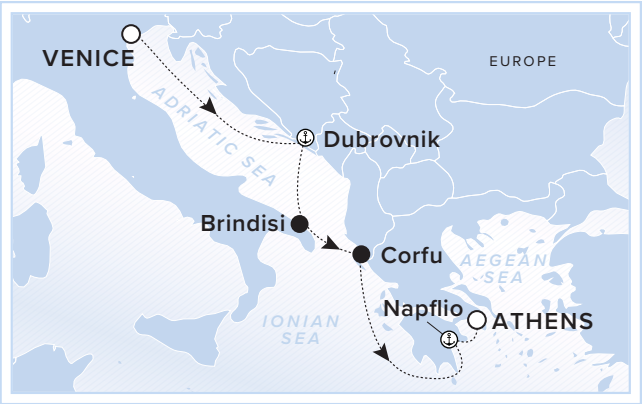 VENICE
EUROPE
ADRIATIC SEA
Dubrovnik
Brindisi
Corfu
AEGEAN
SEA
Napflio
ATHENS
IONIAN
SEA